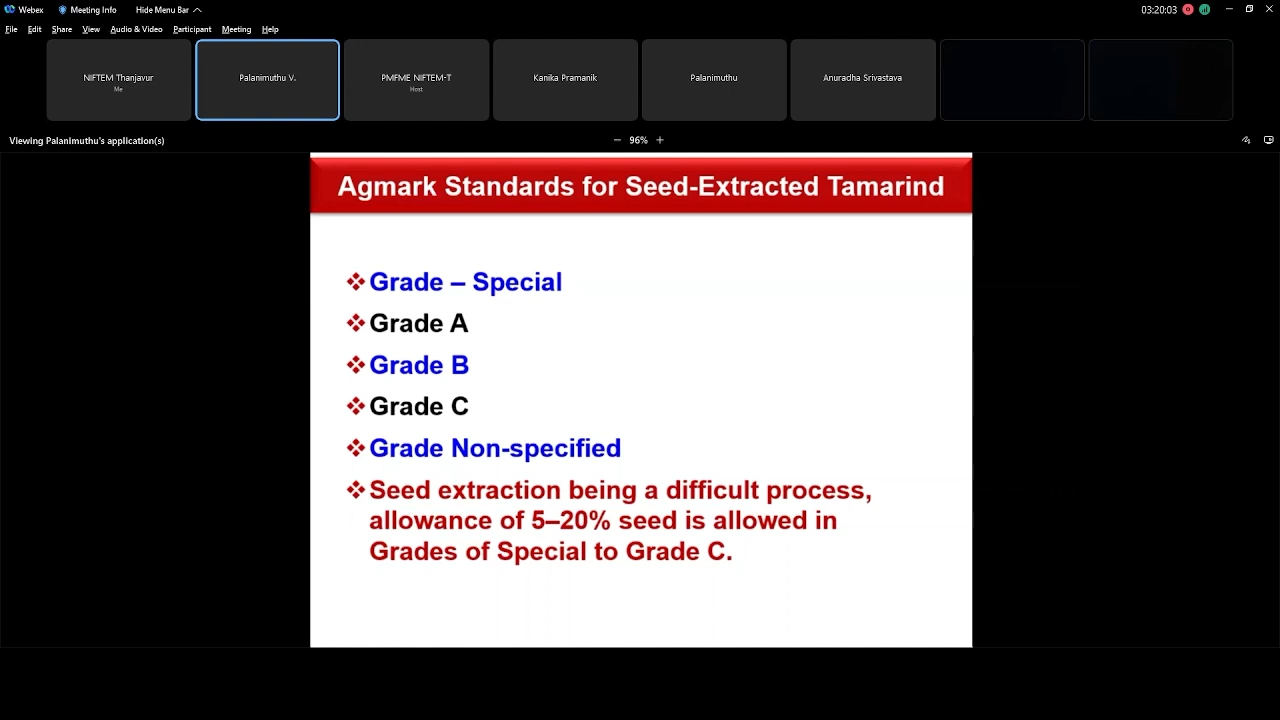 Webex Meeting Info Hide Menu Bar 03:20:03
File Edit Share View Audio & Video Participant Meeting Help
NIFTEM Thanjavur
Me
Palanimuthu V.
PMFME NIFTEM-T
Host
Kanika Pramanik
Palanimuthu
Anuradha Srivastava
Viewing Palanimuthu's application(s) − 96% +
Agmark Standards for Seed-Extracted Tamarind
❖ Grade – Special
❖ Grade A
❖ Grade B
❖ Grade C
❖ Grade Non-specified
❖ Seed extraction being a difficult process,
allowance of 5–20% seed is allowed in
Grades of Special to Grade C.